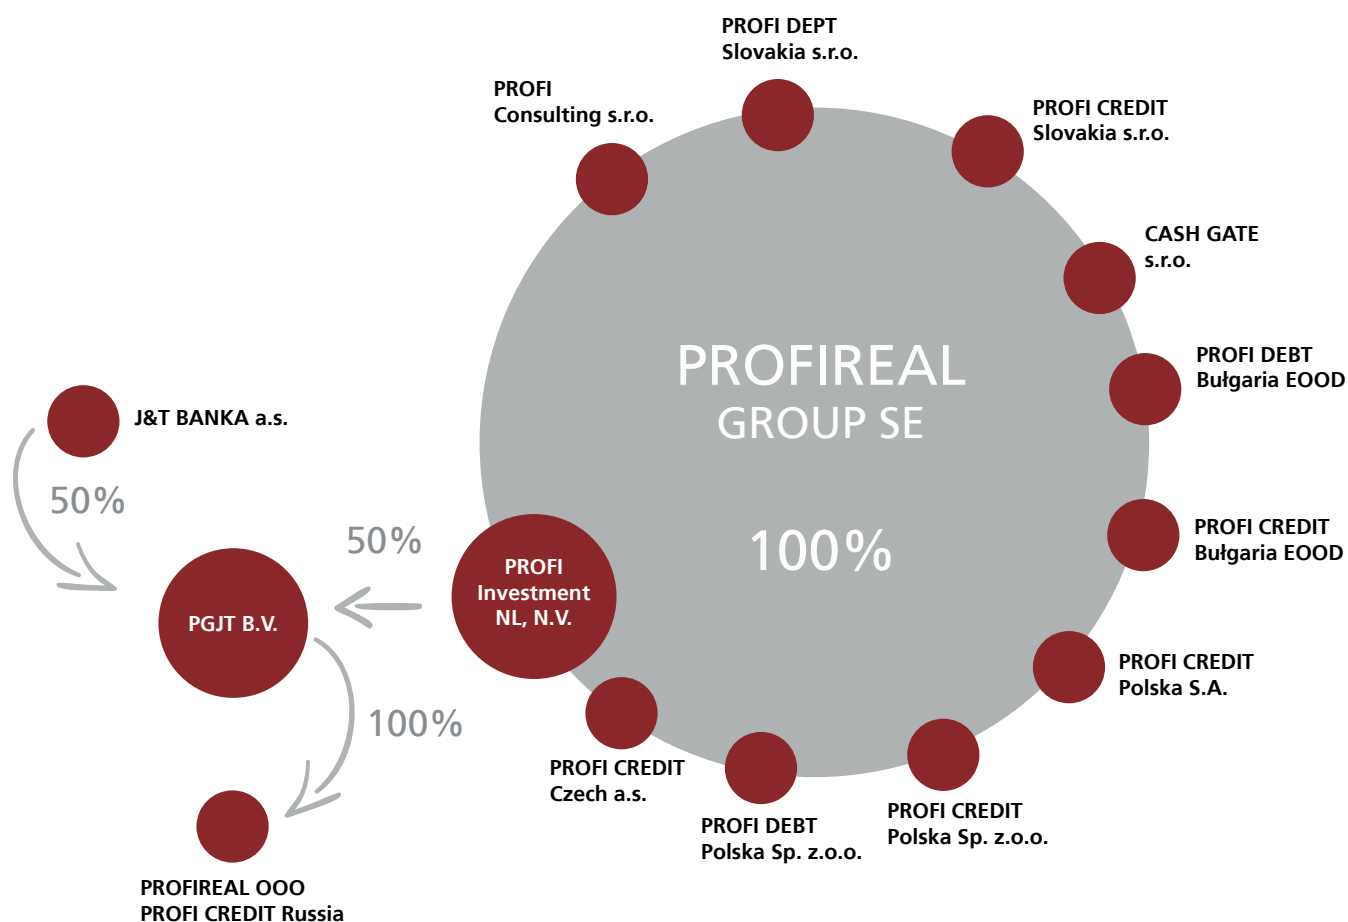 PROFI DEPT
Slovakia s.r.o.
PROFI
Consulting s.r.o.
PROFI CREDIT
Slovakia s.r.o.
CASH GATE
s.r.o.
PROFIREAL
GROUP SE
100%
PROFI DEBT
Bułgaria EOOD
J&T BANKA a.s.
50%
50%
PROFI
Investment
NL, N.V.
PROFI CREDIT
Bułgaria EOOD
PGJT B.V.
PROFI CREDIT
Polska S.A.
100%
PROFI CREDIT
Czech a.s.
PROFI DEBT
Polska Sp. z.o.o.
PROFI CREDIT
Polska Sp. z.o.o.
PROFIREAL OOO
PROFI CREDIT Russia